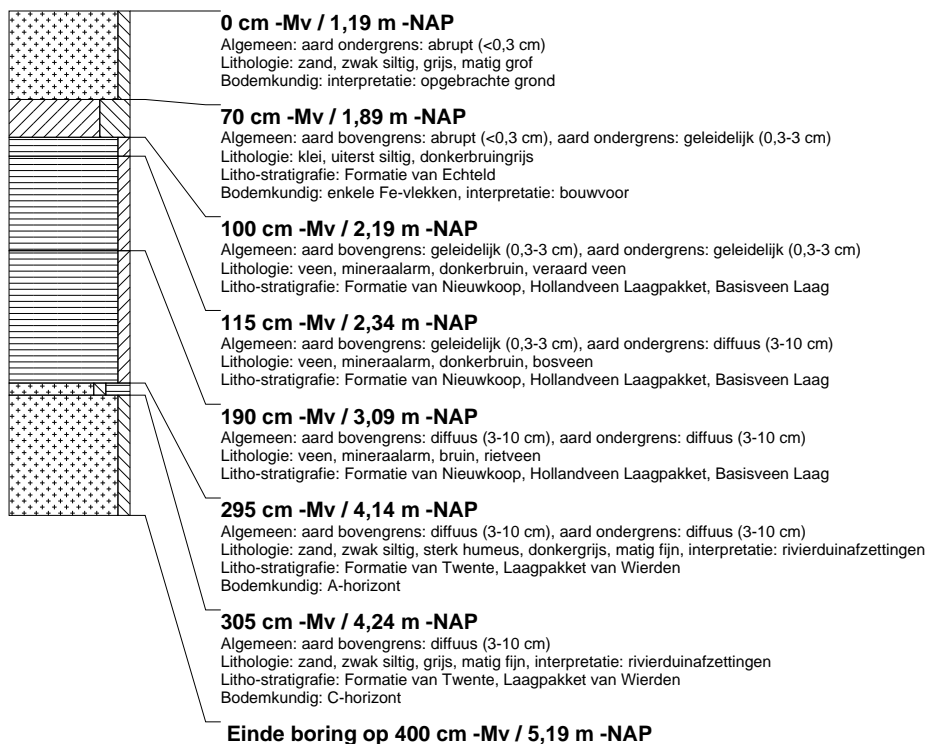 0 cm -Mv / 1,19 m -NAP
Algemeen: aard ondergrens: abrupt (<0,3 cm)
Lithologie: zand, zwak siltig, grijs, matig grof
Bodemkundig: interpretatie: opgebrachte grond
70 cm -Mv / 1,89 m -NAP
Algemeen: aard bovengrens: abrupt (<0,3 cm), aard ondergrens: geleidelijk (0,3-3 cm)
Lithologie: klei, uiterst siltig, donkerbruingrijs
Litho-stratigrafie: Formatie van Echteld
Bodemkundig: enkele Fe-vlekken, interpretatie: bouwvoor
100 cm -Mv / 2,19 m -NAP
Algemeen: aard bovengrens: geleidelijk (0,3-3 cm), aard ondergrens: geleidelijk (0,3-3 cm)
Lithologie: veen, mineraalarm, donkerbruin, veraard veen
Litho-stratigrafie: Formatie van Nieuwkoop, Hollandveen Laagpakket, Basisveen Laag
115 cm -Mv / 2,34 m -NAP
Algemeen: aard bovengrens: geleidelijk (0,3-3 cm), aard ondergrens: diffuus (3-10 cm)
Lithologie: veen, mineraalarm, donkerbruin, bosveen
Litho-stratigrafie: Formatie van Nieuwkoop, Hollandveen Laagpakket, Basisveen Laag
190 cm -Mv / 3,09 m -NAP
Algemeen: aard bovengrens: diffuus (3-10 cm), aard ondergrens: diffuus (3-10 cm)
Lithologie: veen, mineraalarm, bruin, rietveen
Litho-stratigrafie: Formatie van Nieuwkoop, Hollandveen Laagpakket, Basisveen Laag
295 cm -Mv / 4,14 m -NAP
Algemeen: aard bovengrens: diffuus (3-10 cm), aard ondergrens: diffuus (3-10 cm)
Lithologie: zand, zwak siltig, sterk humeus, donkergrijs, matig fijn, interpretatie: rivierduinafzettingen
Litho-stratigrafie: Formatie van Twente, Laagpakket van Wierden
Bodemkundig: A-horizont
305 cm -Mv / 4,24 m -NAP
Algemeen: aard bovengrens: diffuus (3-10 cm)
Lithologie: zand, zwak siltig, grijs, matig fijn, interpretatie: rivierduinafzettingen
Litho-stratigrafie: Formatie van Twente, Laagpakket van Wierden
Bodemkundig: C-horizont
Einde boring op 400 cm -Mv / 5,19 m -NAP